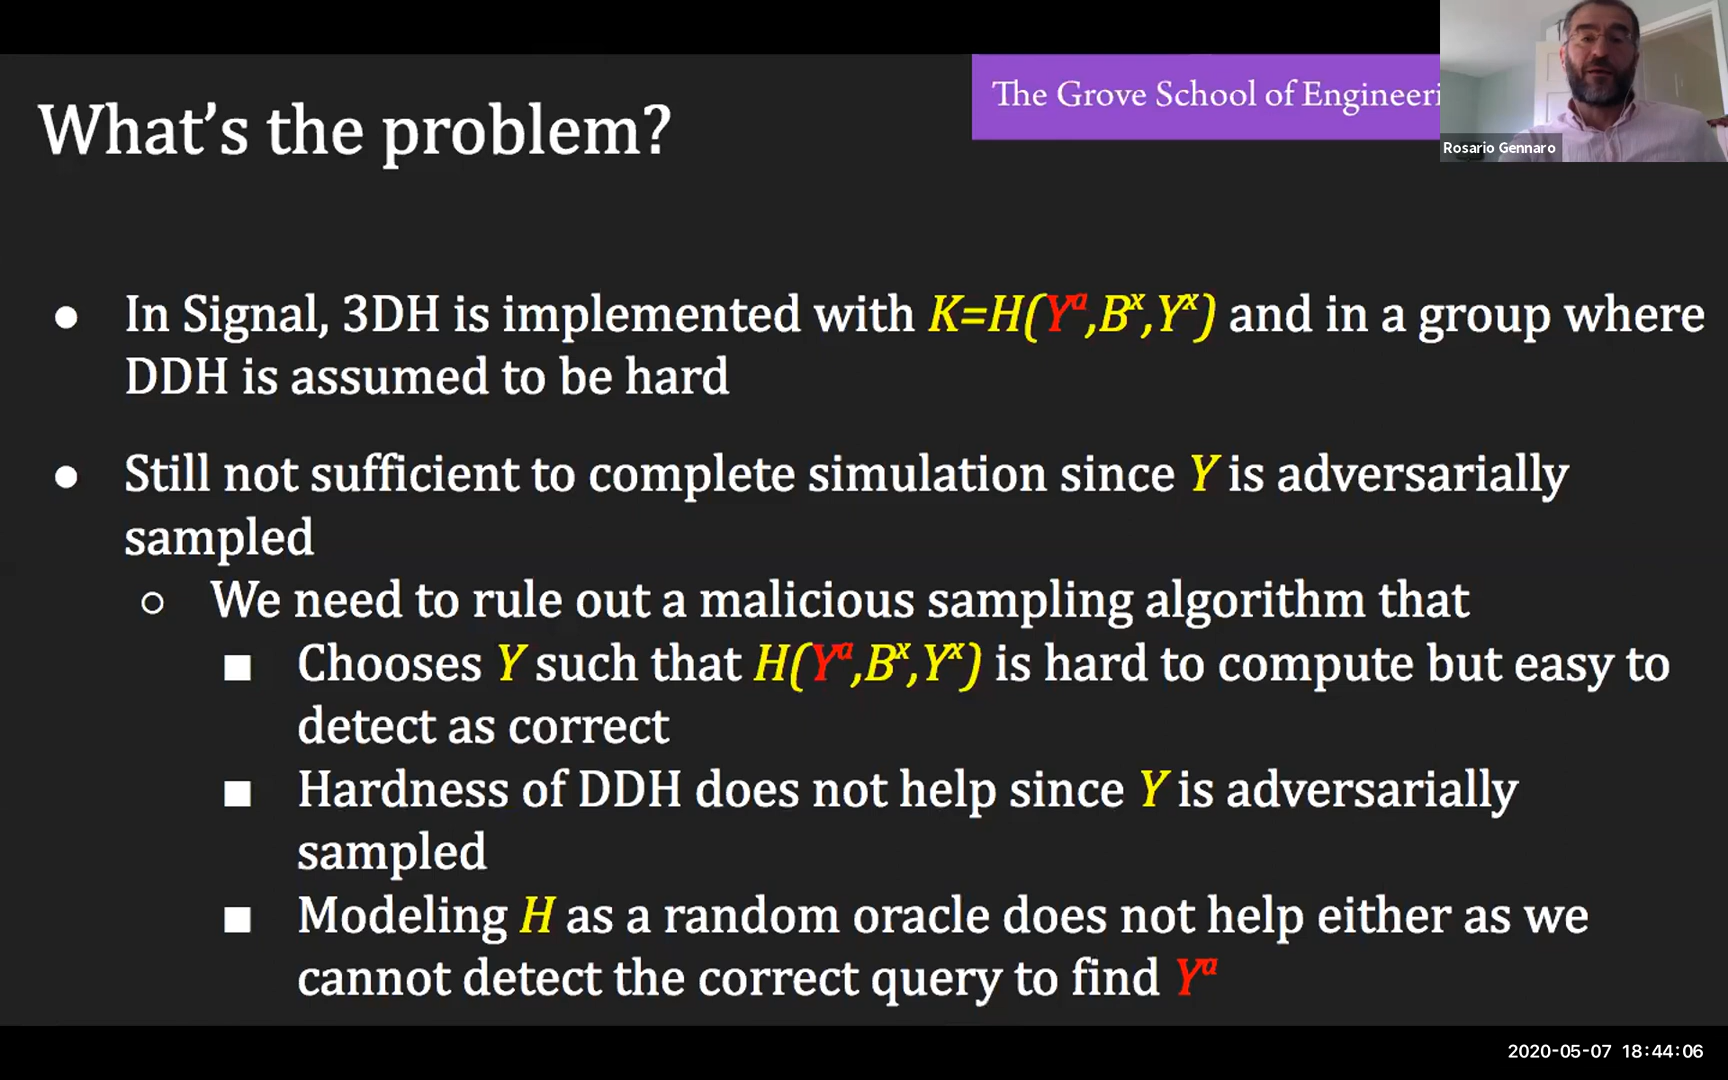 The Grove School of Engineeri
What's the problem?
Rosario Gennaro
● In Signal, 3DH is implemented with K=H(Yᵃ,Bˣ,Yˣ) and in a group where
DDH is assumed to be hard
● Still not sufficient to complete simulation since Y is adversarially
sampled
○ We need to rule out a malicious sampling algorithm that
■ Chooses Y such that H(Yᵃ,Bˣ,Yˣ) is hard to compute but easy to
detect as correct
■ Hardness of DDH does not help since Y is adversarially
sampled
■ Modeling H as a random oracle does not help either as we
cannot detect the correct query to find Yᵃ
2020-05-07 18:44:06